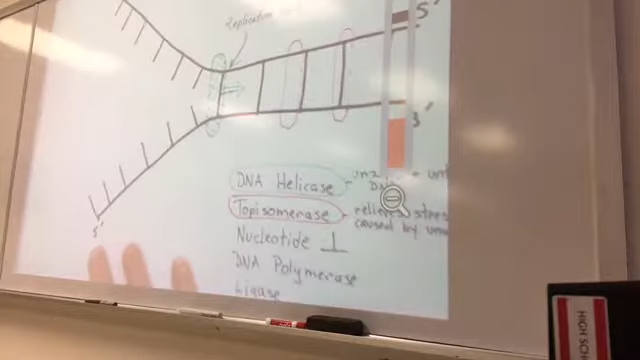 Replication
5'
3'
DNA Helicase -
Topisomerase - relieves stress
caused by
Nucleotide
DNA Polymerase
Ligase
5'
HIGH SCH